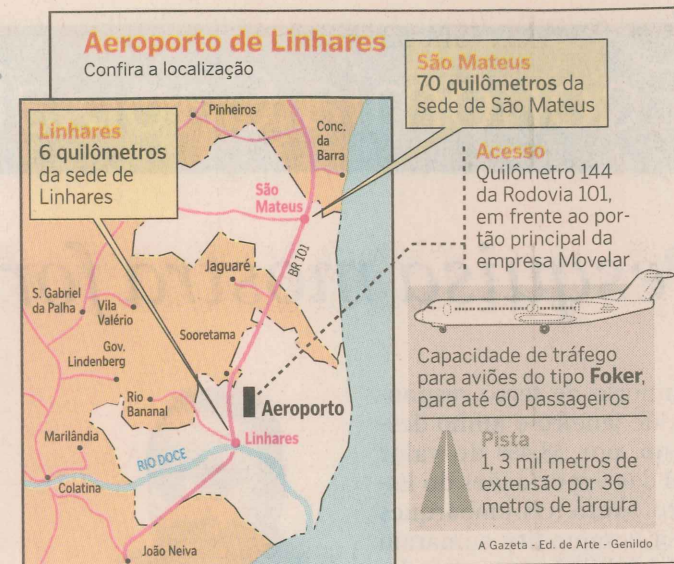 Aeroporto de Linhares
Confira a localização
Linhares
6 quilômetros
da sede de
Linhares
São Mateus
70 quilômetros da
sede de São Mateus
Acesso
Quilômetro 144
da Rodovia 101,
em frente ao por-
tão principal da
empresa Movelar
Pinheiros
Conc.
da
Barra
São
Mateus
BR 101
Jaguaré
S. Gabriel
da Palha
Vila
Valério
Sooretama
Gov.
Lindenberg
Rio
Bananal
Aeroporto
Marilândia
Linhares
RIO DOCE
Colatina
João Neiva
Capacidade de tráfego
para aviões do tipo Foker,
para até 60 passageiros
Pista
1, 3 mil metros de
extensão por 36
metros de largura
A Gazeta - Ed. de Arte - Genildo